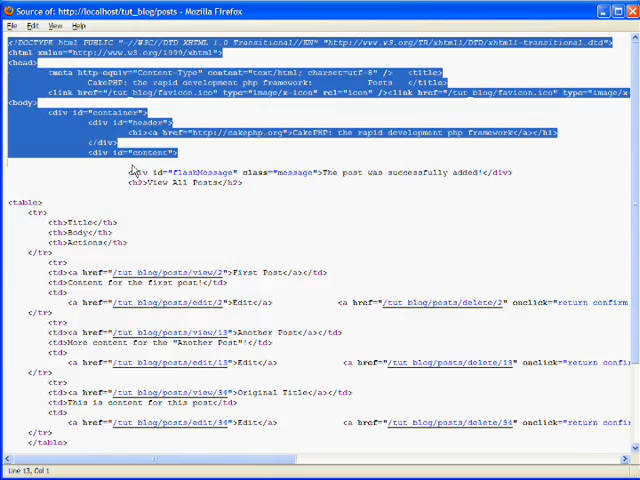 Source of: http://localhost/tut_blog/posts - Mozilla Firefox
File Edit View Help
<!DOCTYPE html PUBLIC "-//W3C//DTD XHTML 1.0 Transitional//EN" "http://www.w3.org/TR/xhtml1/DTD/xhtml1-transitional.dtd">
<html xmlns="http://www.w3.org/1999/xhtml">
<head>
<meta http-equiv="Content-Type" content="text/html; charset=utf-8" /> <title>
CakePHP: the rapid development php framework: Posts </title>
<link href="/tut_blog/favicon.ico" type="image/x-icon" rel="icon" /><link href="/tut_blog/favicon.ico" type="image/x
<body>
<div id="container">
<div id="header">
<h1><a href="http://cakephp.org">CakePHP: the rapid development php framework</a></h1>
</div>
<div id="content">
<div id="flashMessage" class="message">The post was successfully added!</div>
<h2>View All Posts</h2>
<table>
<tr>
<th>Title</th>
<th>Body</th>
<th>Actions</th>
</tr>
<tr>
<td><a href="/tut_blog/posts/view/2">First Post</a></td>
<td>Content for the first post!</td>
<td>
<a href="/tut_blog/posts/edit/2">Edit</a> <a href="/tut_blog/posts/delete/2" onclick="return confirm
</tr>
<tr>
<td><a href="/tut_blog/posts/view/13">Another Post</a></td>
<td>More content for the "Another Post"!</td>
<td>
<a href="/tut_blog/posts/edit/13">Edit</a> <a href="/tut_blog/posts/delete/13" onclick="return conf
</tr>
<tr>
<td><a href="/tut_blog/posts/view/34">Original Title</a></td>
<td>This is content for this post</td>
<td>
<a href="/tut_blog/posts/edit/34">Edit</a> <a href="/tut_blog/posts/delete/34" onclick="return conf
</tr>
</table>
Line 13, Col 1